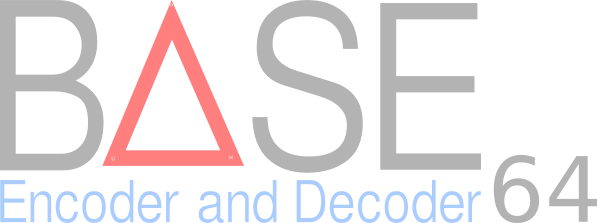 BASE
Encoder and Decoder 64